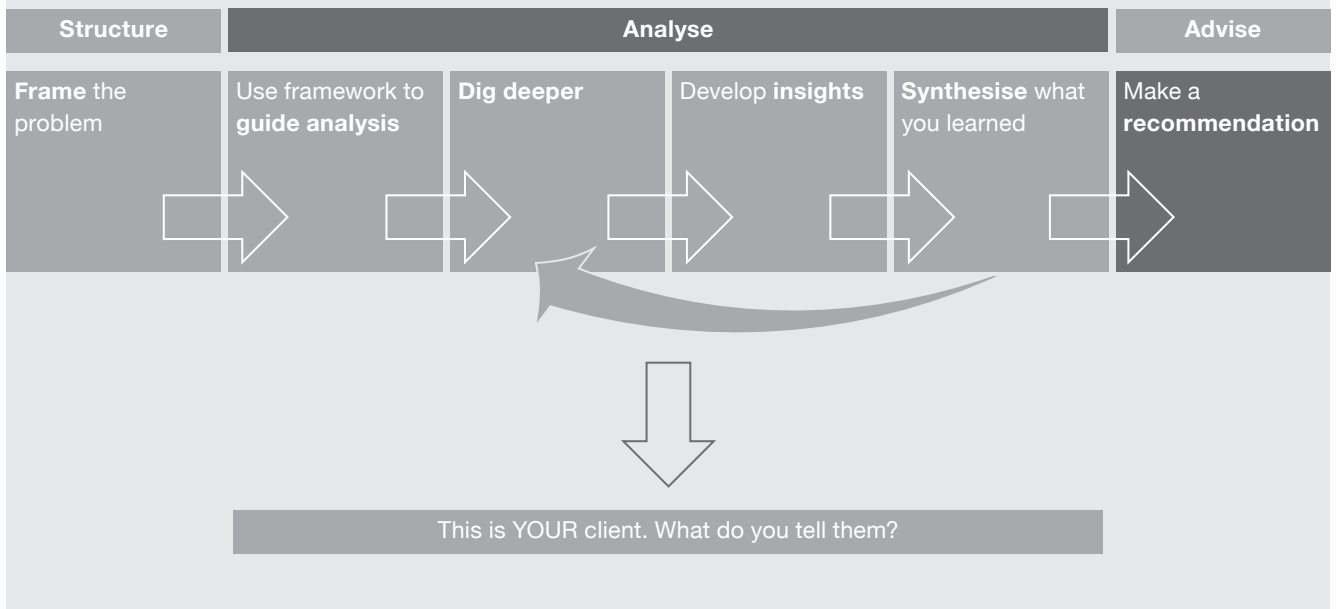 Structure
Analyse
Advise
Frame the
problem
Use framework to
guide analysis
Dig deeper
Develop insights
Synthesise what
you learned
Make a
recommendation
This is YOUR client. What do you tell them?